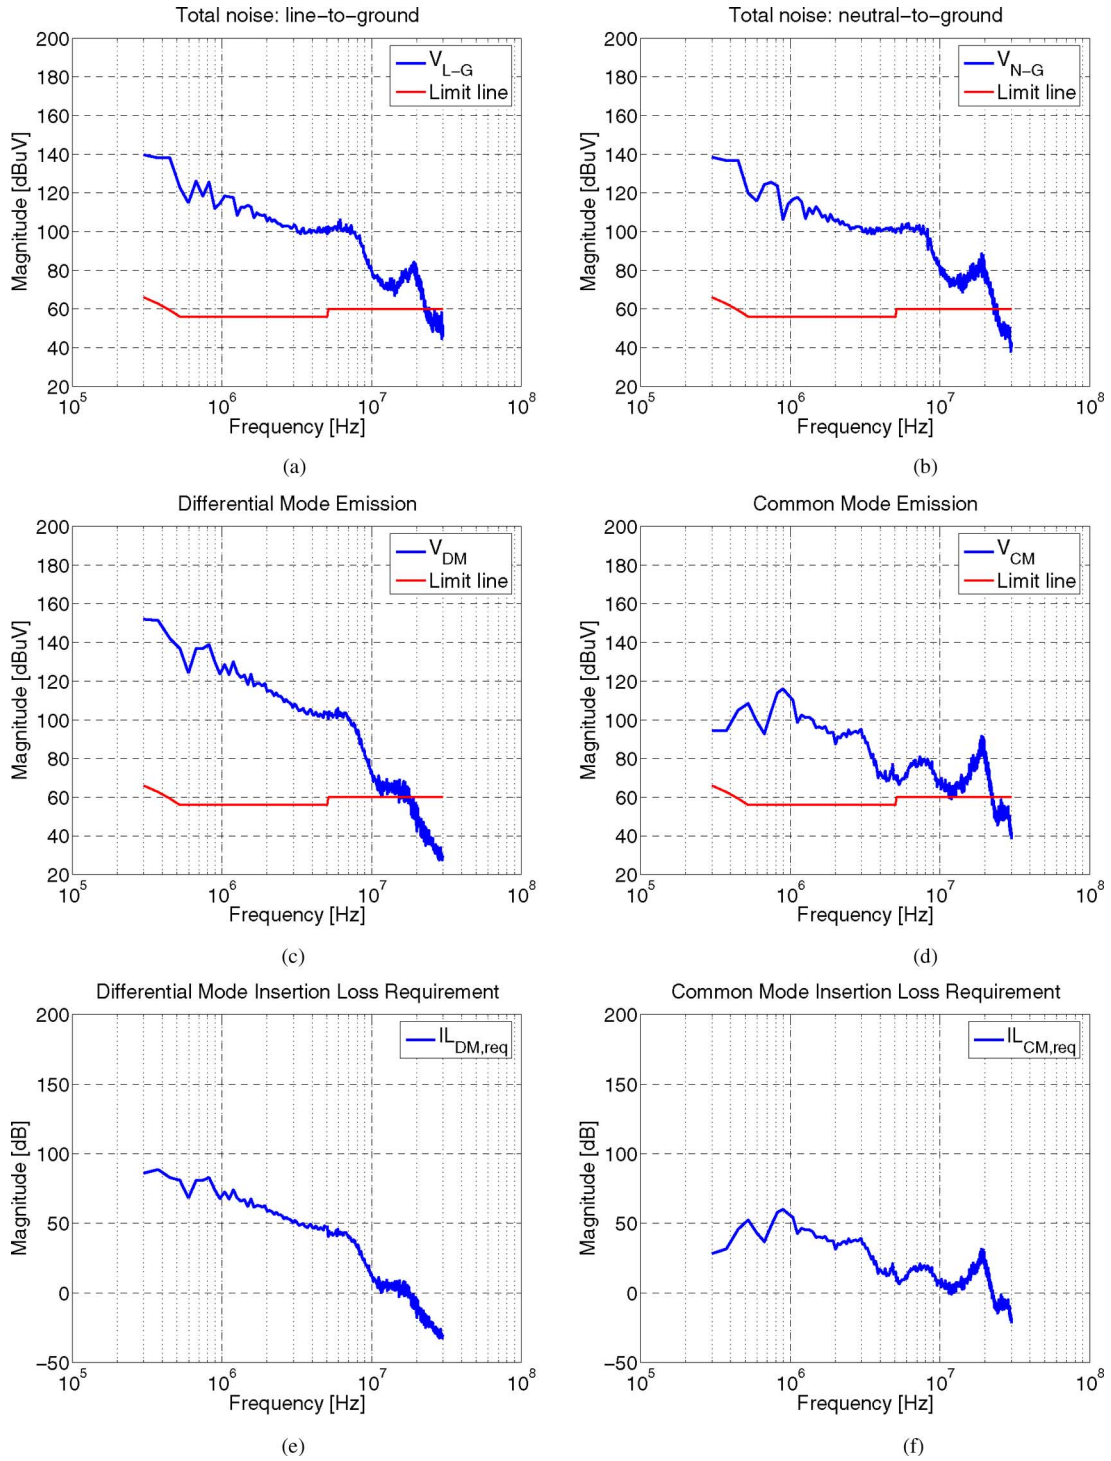 Total noise: line-to-ground
200
180
160
140
120
100
80
60
40
20
Magnitude [dBuV]
V_L-G
Limit line
10^5
10^6
10^7
10^8
Frequency [Hz]
(a)
Total noise: neutral-to-ground
200
180
160
140
120
100
80
60
40
20
Magnitude [dBuV]
V_N-G
Limit line
10^5
10^6
10^7
10^8
Frequency [Hz]
(b)
Differential Mode Emission
200
180
160
140
120
100
80
60
40
20
Magnitude [dBuV]
V_DM
Limit line
10^5
10^6
10^7
10^8
Frequency [Hz]
(c)
Common Mode Emission
200
180
160
140
120
100
80
60
40
20
Magnitude [dBuV]
V_CM
Limit line
10^5
10^6
10^7
10^8
Frequency [Hz]
(d)
Differential Mode Insertion Loss Requirement
200
150
100
50
0
-50
Magnitude [dB]
IL_DM,req
10^5
10^6
10^7
10^8
Frequency [Hz]
(e)
Common Mode Insertion Loss Requirement
200
150
100
50
0
-50
Magnitude [dB]
IL_CM,req
10^5
10^6
10^7
10^8
Frequency [Hz]
(f)